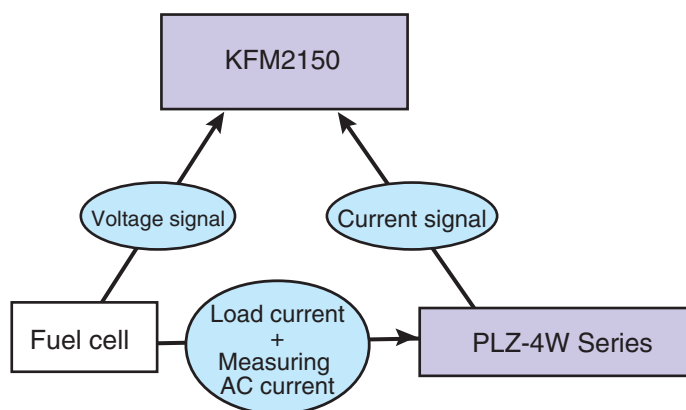 KFM2150
Voltage signal
Current signal
Fuel cell
Load current
+
Measuring
AC current
PLZ-4W Series